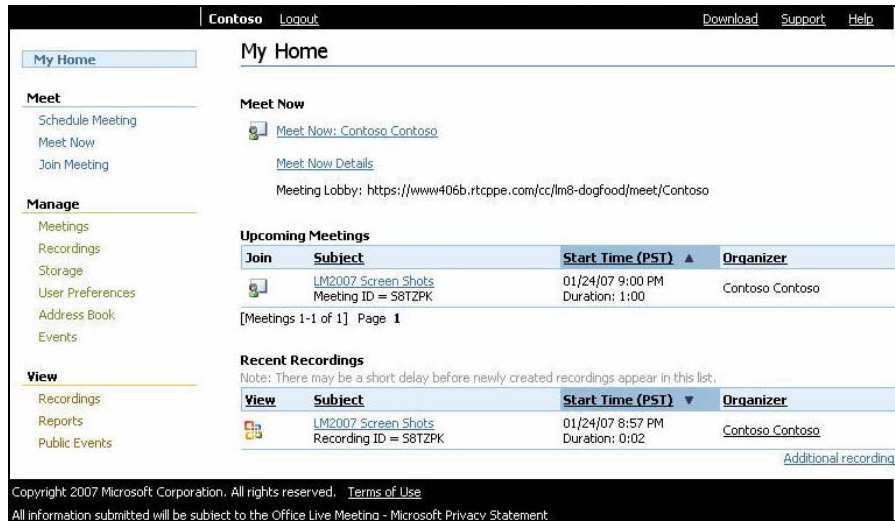 Contoso Logout Download Support Help
My Home
Meet
Schedule Meeting
Meet Now
Join Meeting
Manage
Meetings
Recordings
Storage
User Preferences
Address Book
Events
View
Recordings
Reports
Public Events
My Home
Meet Now
Meet Now: Contoso Contoso
Meet Now Details
Meeting Lobby: https://www406b.rtcppe.com/cc/lm8-dogfood/meet/Contoso
Upcoming Meetings
Join Subject Start Time (PST) Organizer
LM2007 Screen Shots 01/24/07 9:00 PM Contoso Contoso
Meeting ID = S8TZPK Duration: 1:00
[Meetings 1-1 of 1] Page 1
Recent Recordings
Note: There may be a short delay before newly created recordings appear in this list.
View Subject Start Time (PST) Organizer
LM2007 Screen Shots 01/24/07 8:57 PM Contoso Contoso
Recording ID = S8TZPK Duration: 0:02
Additional recording
Copyright 2007 Microsoft Corporation. All rights reserved. Terms of Use
All information submitted will be subject to the Office Live Meeting - Microsoft Privacy Statement